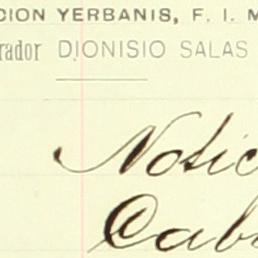 CION YERBANIS, F. I. M
rador DIONISIO SALAS
Notic
Cab